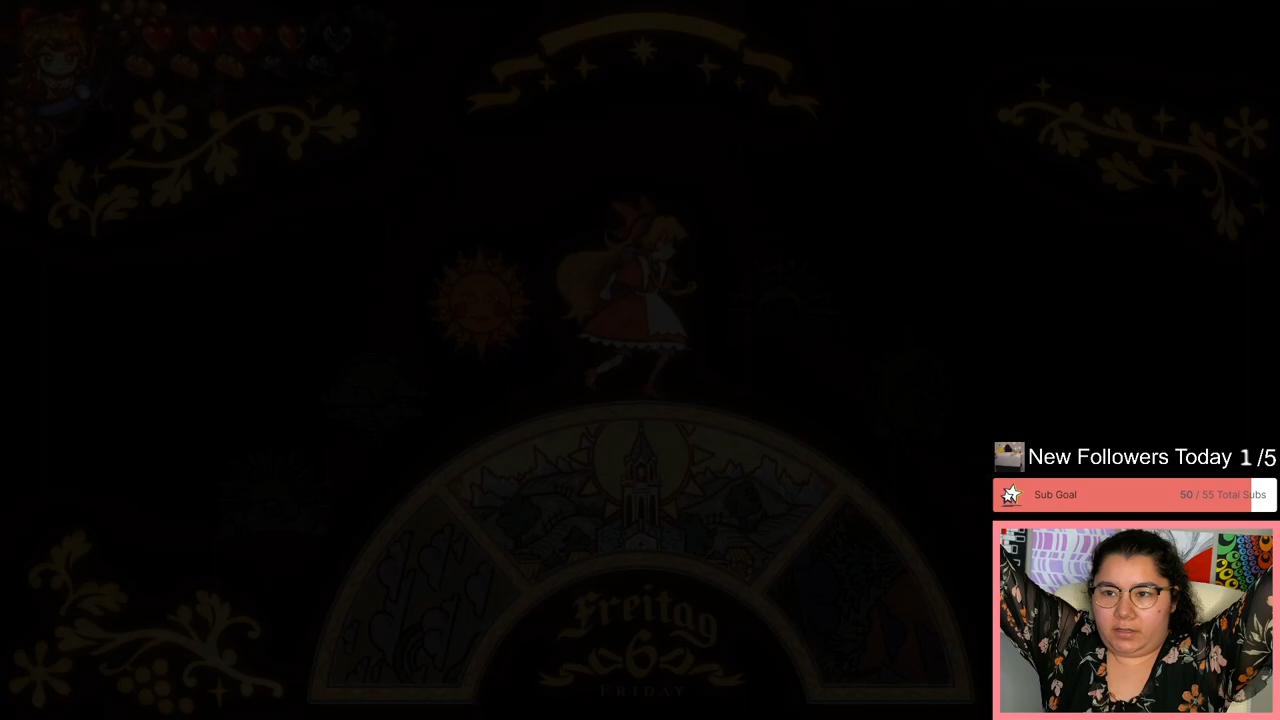 New Followers Today 1 /5
Sub Goal 50 / 55 Total Subs
Freitag
6
FRIDAY